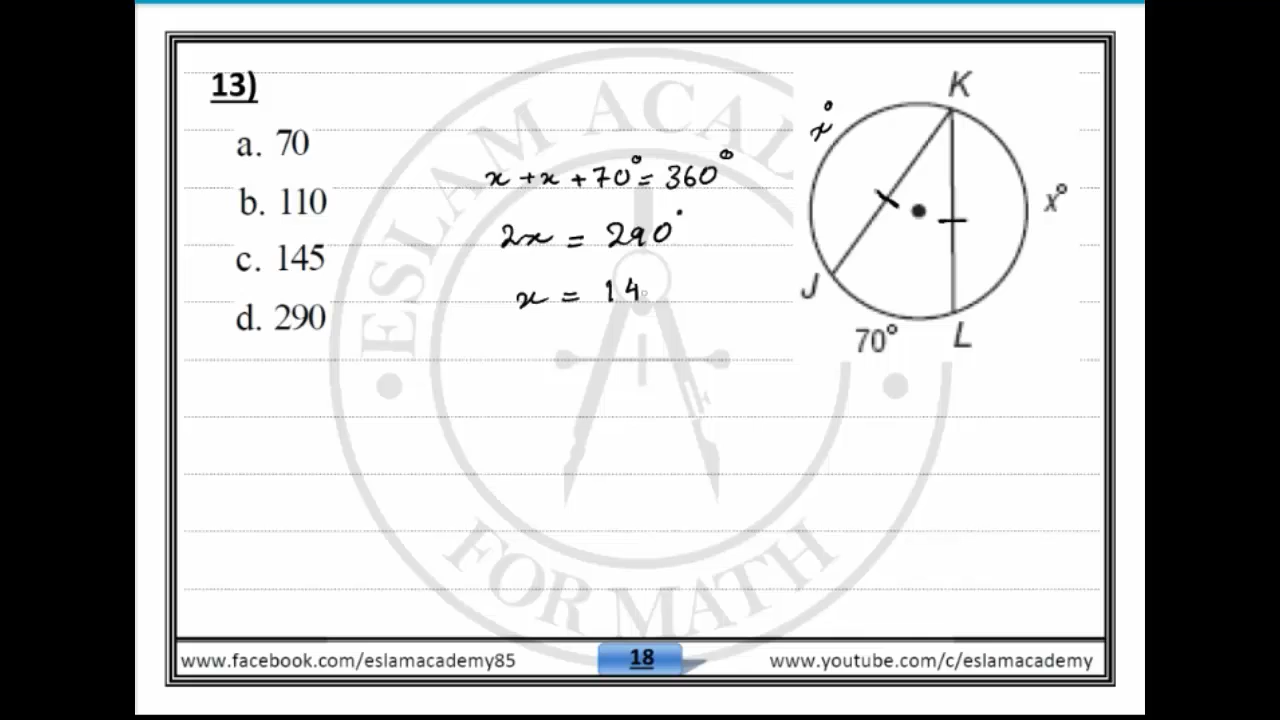 13)
a. 70
b. 110
c. 145
d. 290
x + x + 70° = 360°
2x = 290°
x = 14
K
x°
x°
J
70°
L
ESLAM ACAD
FOR MATH
www.facebook.com/eslamacademy85
18
www.youtube.com/c/eslamacademy